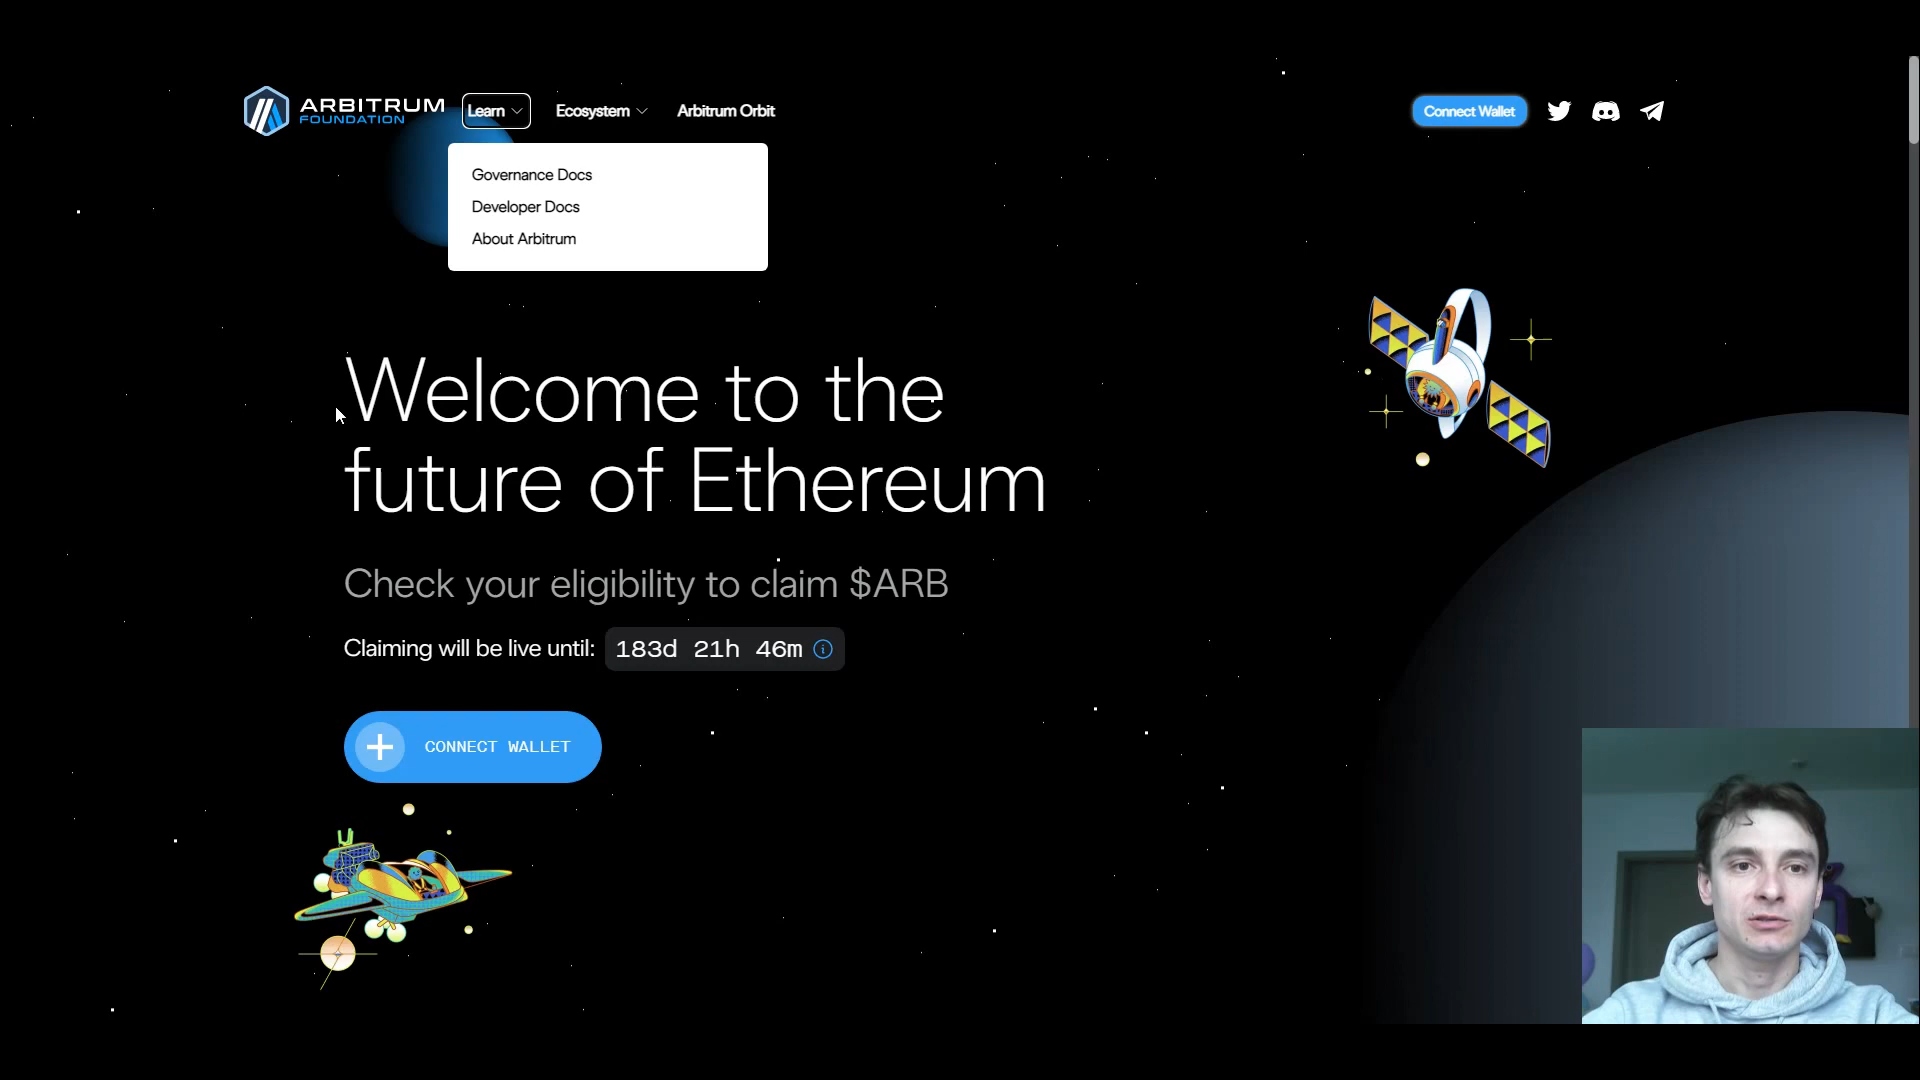 ARBITRUM
FOUNDATION
Learn
Ecosystem
Arbitrum Orbit
Connect Wallet
Governance Docs
Developer Docs
About Arbitrum
Welcome to the
future of Ethereum
Check your eligibility to claim $ARB
Claiming will be live until: 183d 21h 46m
CONNECT WALLET